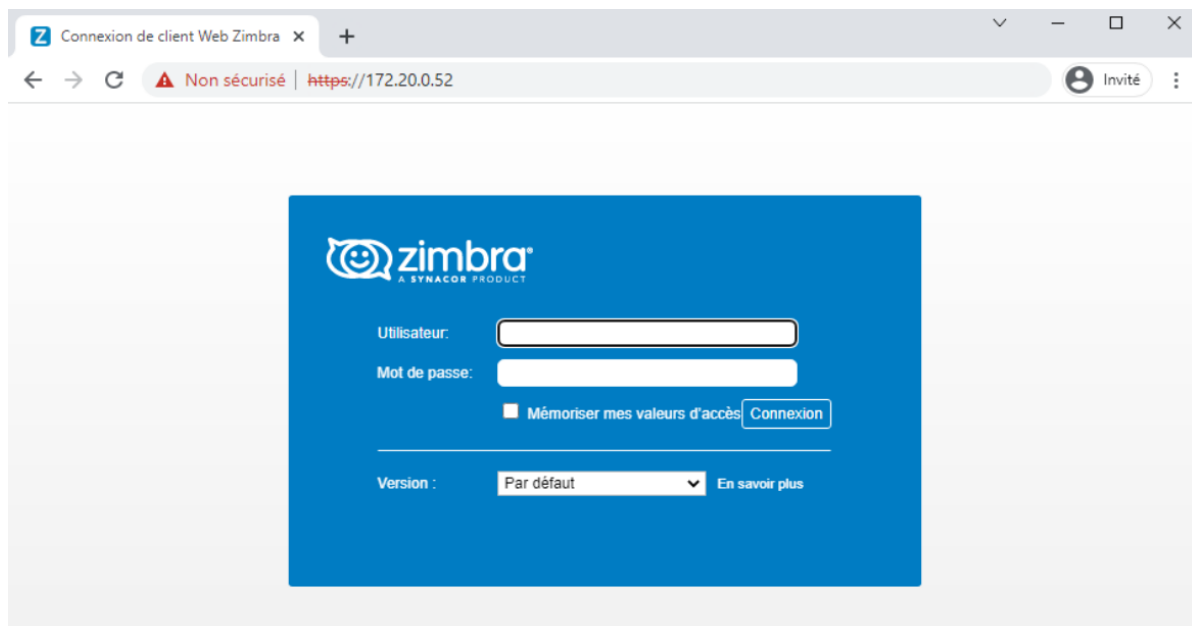 Connexion de client Web Zimbra
Non sécurisé https://172.20.0.52 Invité
zimbra®
A SYNACOR PRODUCT
Utilisateur:
Mot de passe:
Mémoriser mes valeurs d'accès Connexion
Version : Par défaut En savoir plus